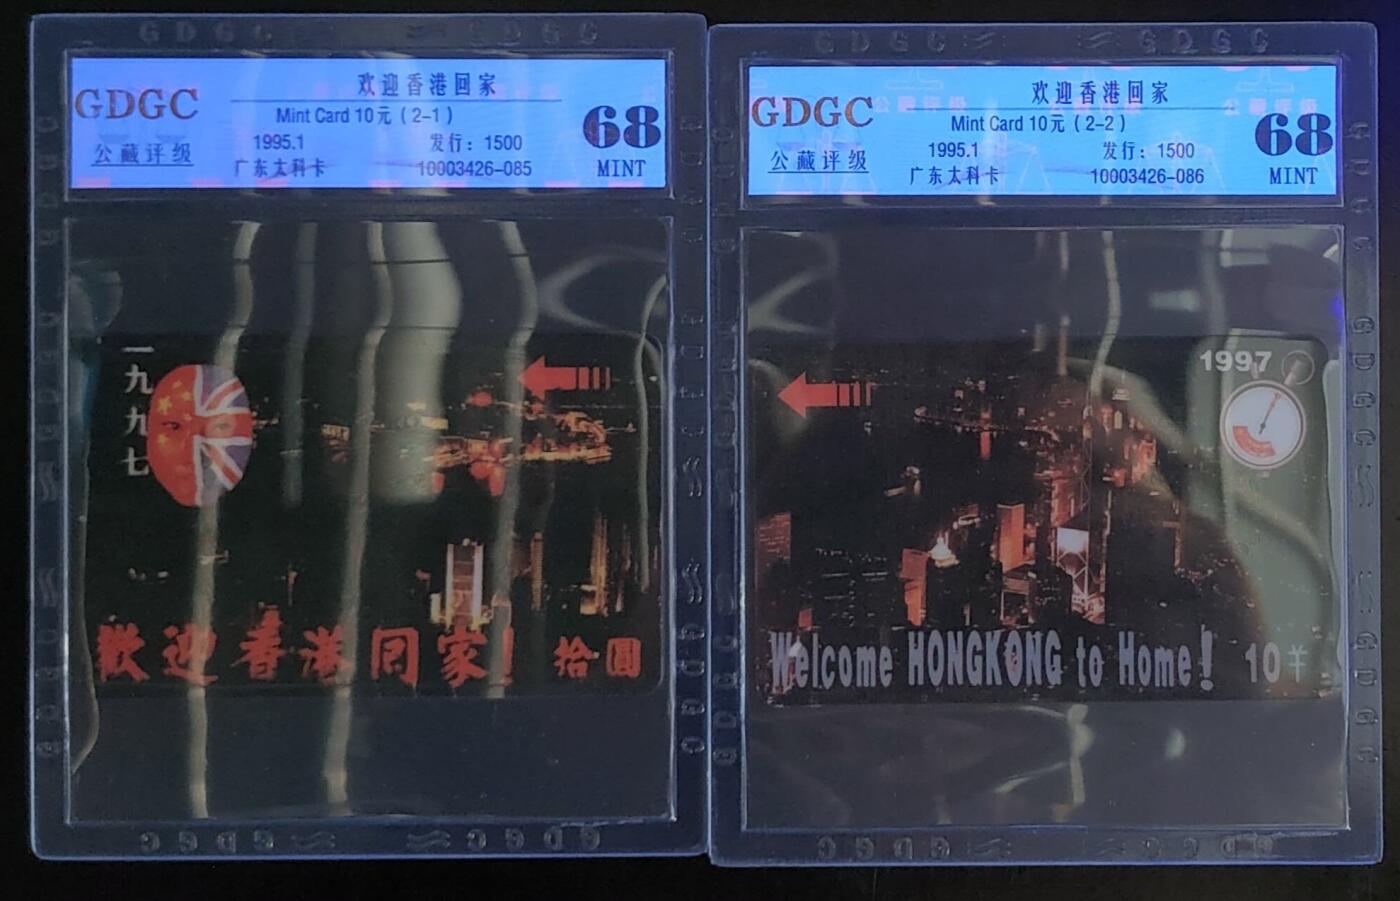 GDGC
公藏评级
欢迎香港回家
Mint Card 10元 (2-1)
1995.1 发行: 1500
广东太科卡 10003426-085
68
MINT
一九九七
歡迎香港回家! 拾圓
GDGC
公藏评级
欢迎香港回家
Mint Card 10元 (2-2)
1995.1 发行: 1500
广东太科卡 10003426-086
68
MINT
1997
Welcome HONGKONG to Home! 10¥